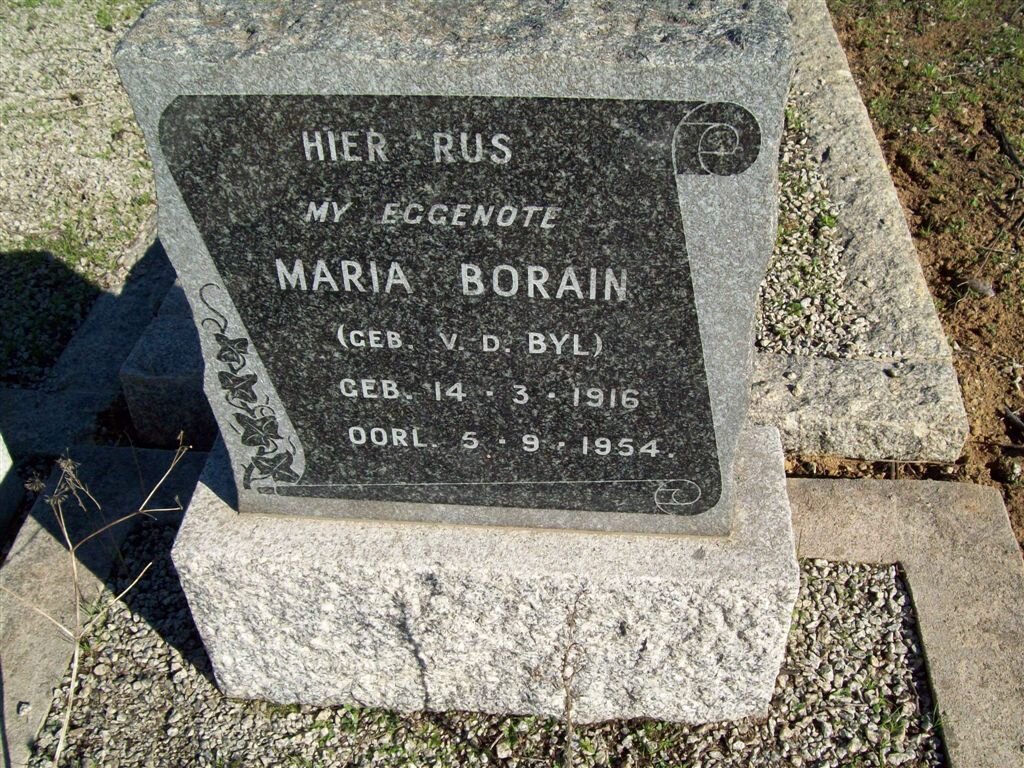 HIER RUS
MY EGGENOTE
MARIA BORAIN
(GEB. V. D. BYL)
GEB. 14 - 3 - 1916
OORL. 5 - 9 - 1954.